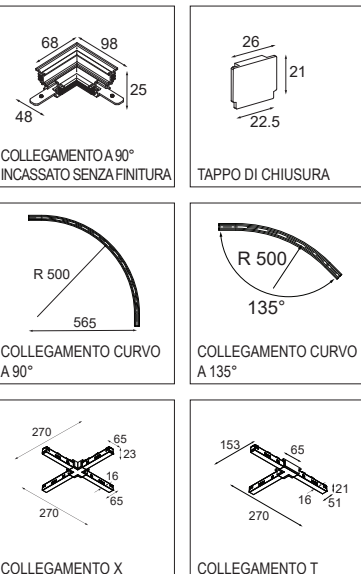 68
98
25
48
COLLEGAMENTO A 90°
INCASSATO SENZA FINITURA
26
21
22.5
TAPPO DI CHIUSURA
R 500
565
COLLEGAMENTO CURVO
A 90°
R 500
135°
COLLEGAMENTO CURVO
A 135°
270
65
23
16
65
270
COLLEGAMENTO X
153
65
21
16
51
270
COLLEGAMENTO T